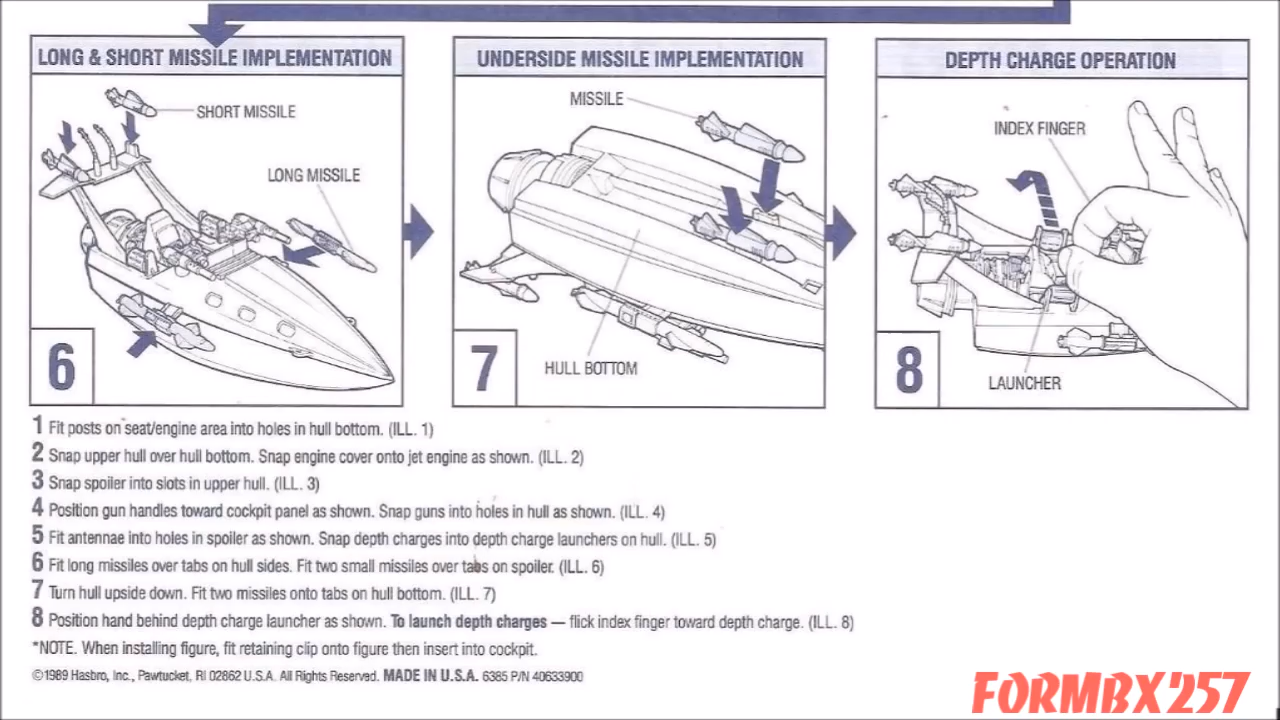 LONG & SHORT MISSILE IMPLEMENTATION
SHORT MISSILE
LONG MISSILE
6
UNDERSIDE MISSILE IMPLEMENTATION
MISSILE
HULL BOTTOM
7
DEPTH CHARGE OPERATION
INDEX FINGER
LAUNCHER
8
1 Fit posts on seat/engine area into holes in hull bottom. (ILL. 1)
2 Snap upper hull over hull bottom. Snap engine cover onto jet engine as shown. (ILL. 2)
3 Snap spoiler into slots in upper hull. (ILL. 3)
4 Position gun handles toward cockpit panel as shown. Snap guns into holes in hull as shown. (ILL. 4)
5 Fit antennae into holes in spoiler as shown. Snap depth charges into depth charge launchers on hull. (ILL. 5)
6 Fit long missiles over tabs on hull sides. Fit two small missiles over tabs on spoiler. (ILL. 6)
7 Turn hull upside down. Fit two missiles onto tabs on hull bottom. (ILL. 7)
8 Position hand behind depth charge launcher as shown. To launch depth charges — flick index finger toward depth charge. (ILL. 8)
*NOTE. When installing figure, fit retaining clip onto figure then insert into cockpit.
©1989 Hasbro, Inc., Pawtucket, RI 02862 U.S.A. All Rights Reserved. MADE IN U.S.A. 6385 P/N 40633900
FORMBX257